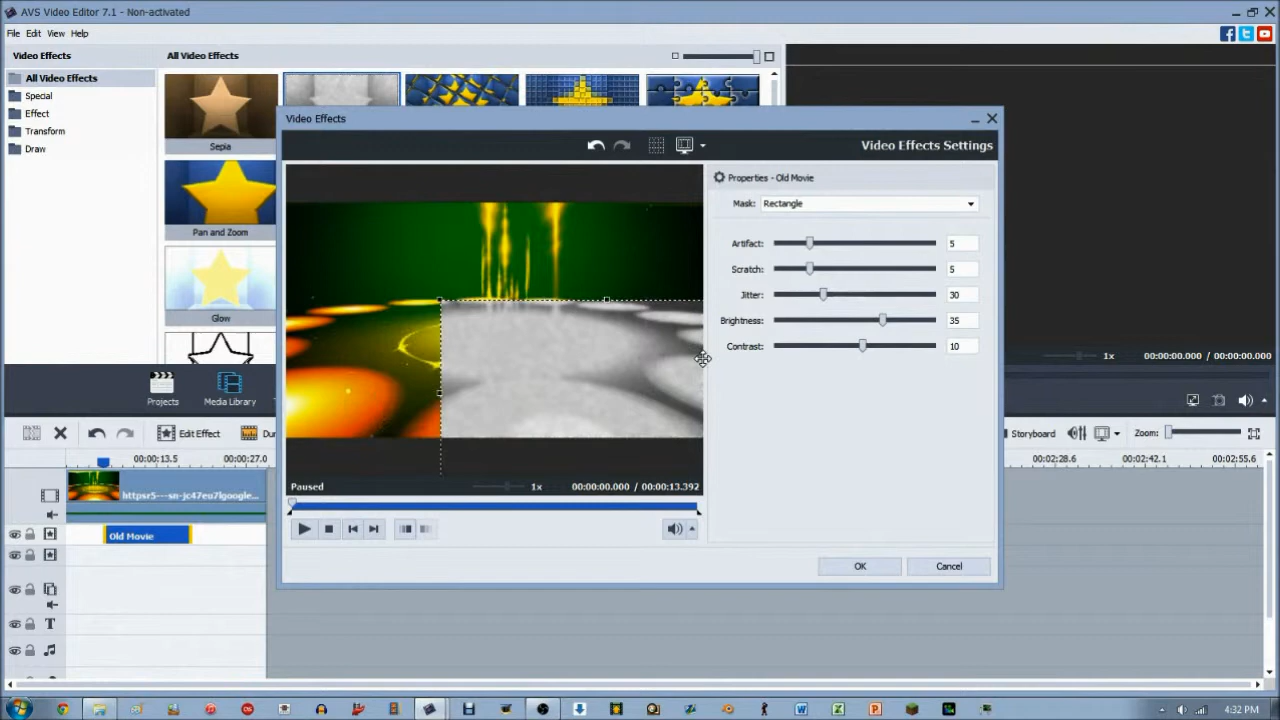 AVS Video Editor 7.1 - Non-activated
File Edit View Help
Video Effects
All Video Effects
All Video Effects
Special
Effect
Transform
Draw
Sepia
Pan and Zoom
Glow
Video Effects
Video Effects Settings
Properties - Old Movie
Mask: Rectangle
Artifact: 5
Scratch: 5
Jitter: 30
Brightness: 35
Contrast: 10
Paused 1x 00:00:00.000 / 00:00:13.392
OK Cancel
1x 00:00:00.000 / 00:00:00.000
Projects Media Library
Edit Effect
Storyboard Zoom:
00:00:13.5 00:00:27.0 00:02:28.6 00:02:42.1 00:02:55.6
httpsr5---sn-jc47eu7lgoogle...
Old Movie
T
4:32 PM